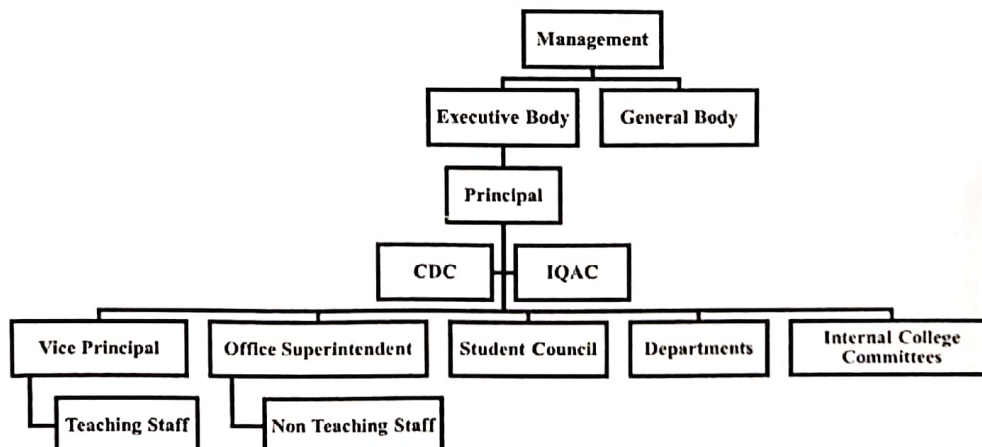 Management
Executive Body
General Body
Principal
CDC
IQAC
Vice Principal
Office Superintendent
Student Council
Departments
Internal College
Committees
Teaching Staff
Non Teaching Staff